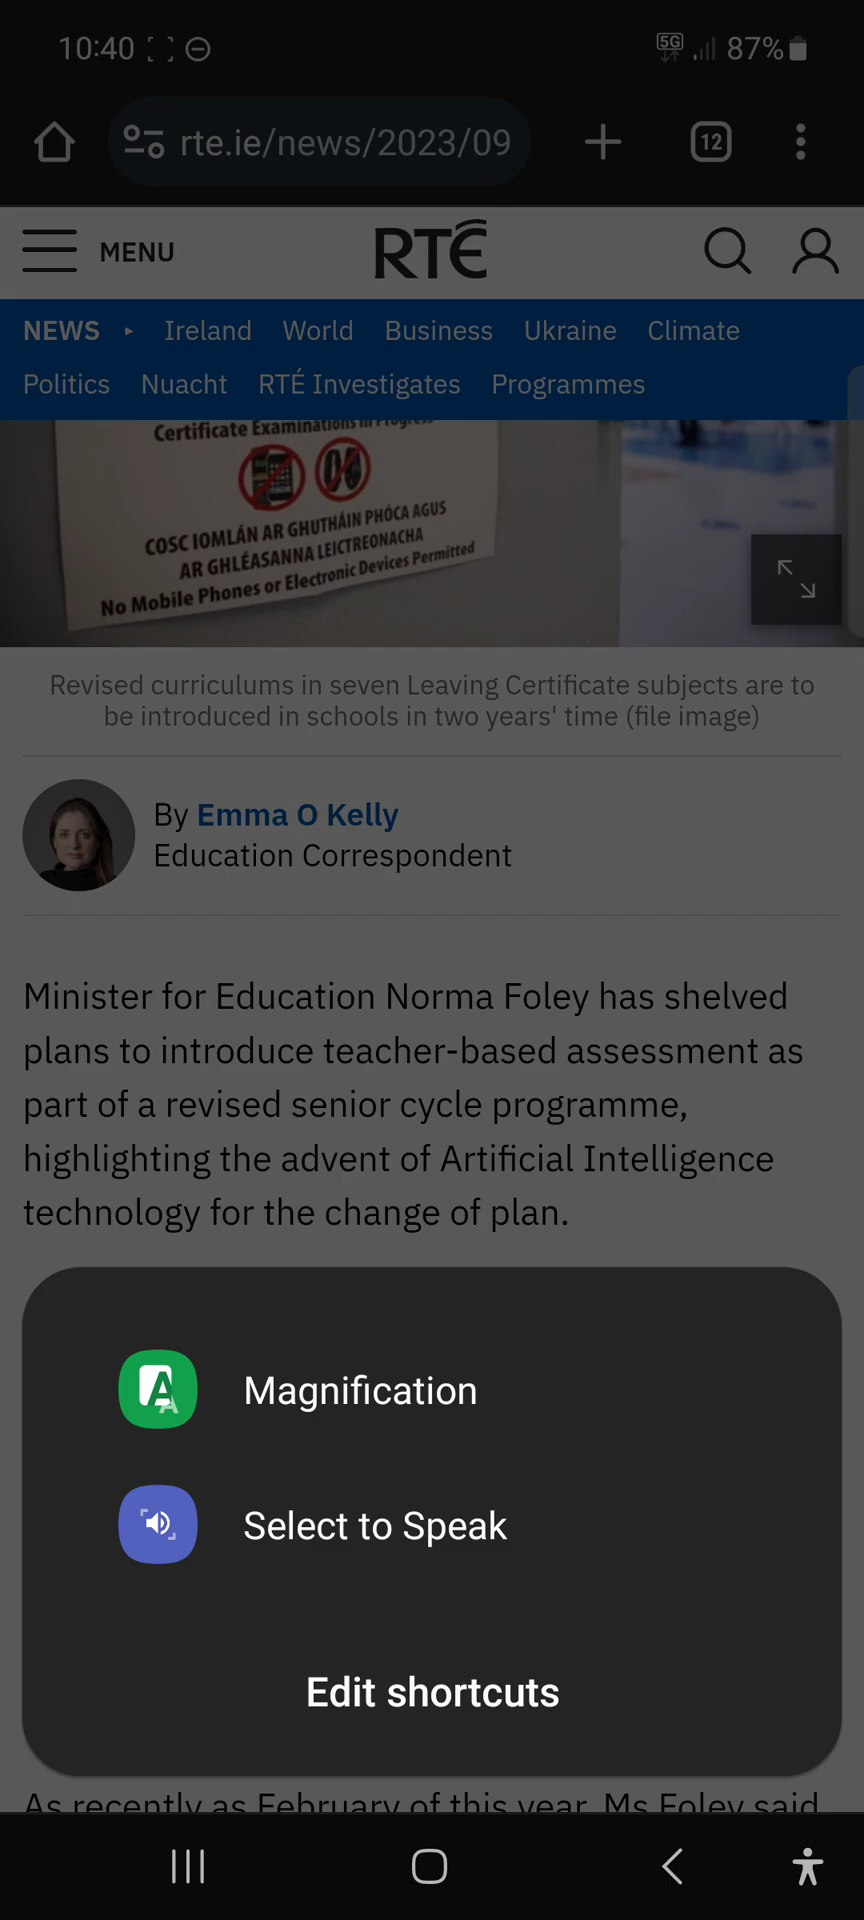 10:40 5G 87%
rte.ie/news/2023/09 12
MENU RTÉ
NEWS Ireland World Business Ukraine Climate
Politics Nuacht RTÉ Investigates Programmes
Certificate Examinations in Progress
COSC IOMLÁN AR GHUTHÁIN PHÓCA AGUS
AR GHLÉASANNA LEICTREONACHA
No Mobile Phones or Electronic Devices Permitted
Revised curriculums in seven Leaving Certificate subjects are to
be introduced in schools in two years' time (file image)
By Emma O Kelly
Education Correspondent
Minister for Education Norma Foley has shelved
plans to introduce teacher-based assessment as
part of a revised senior cycle programme,
highlighting the advent of Artificial Intelligence
technology for the change of plan.
Magnification
Select to Speak
Edit shortcuts
As recently as February of this year, Ms Foley said